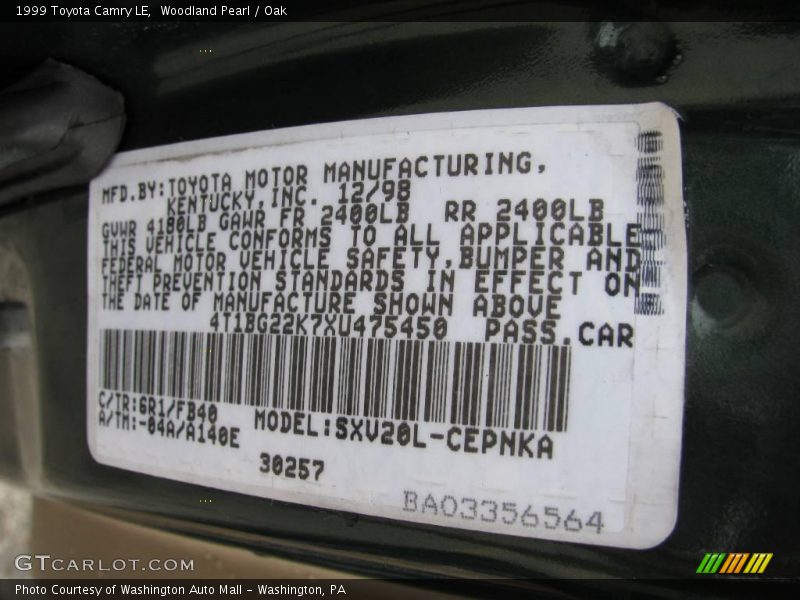 1999 Toyota Camry LE, Woodland Pearl / Oak
MFD.BY:TOYOTA MOTOR MANUFACTURING,
KENTUCKY,INC. 12/98
GVWR 4180LB GAWR FR 2400LB RR 2400LB
THIS VEHICLE CONFORMS TO ALL APPLICABLE
FEDERAL MOTOR VEHICLE SAFETY,BUMPER AND
THEFT PREVENTION STANDARDS IN EFFECT ON
THE DATE OF MANUFACTURE SHOWN ABOVE
4T1BG22K7XU475450 PASS.CAR
C/TR:6R1/FB40
A/TM:-04A/A140E
MODEL:SXV20L-CEPNKA
30257
BA03356564
GTCARLOT.COM
Photo Courtesy of Washington Auto Mall - Washington, PA